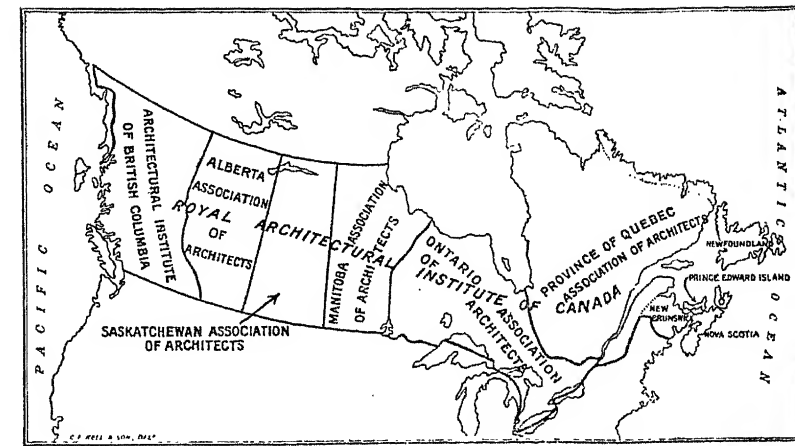 PACIFIC OCEAN
ARCHITECTURAL INSTITUTE
OF BRITISH COLUMBIA
ALBERTA
ASSOCIATION
OF
ARCHITECTS
ROYAL ARCHITECTURAL INSTITUTE OF CANADA
SASKATCHEWAN ASSOCIATION
OF ARCHITECTS
MANITOBA ASSOCIATION
OF ARCHITECTS
ONTARIO ASSOCIATION
OF
ARCHITECTS
PROVINCE OF QUEBEC
ASSOCIATION OF ARCHITECTS
NEWFOUNDLAND
PRINCE EDWARD ISLAND
NEW
BRUNSWICK
NOVA SCOTIA
ATLANTIC OCEAN
& SON,